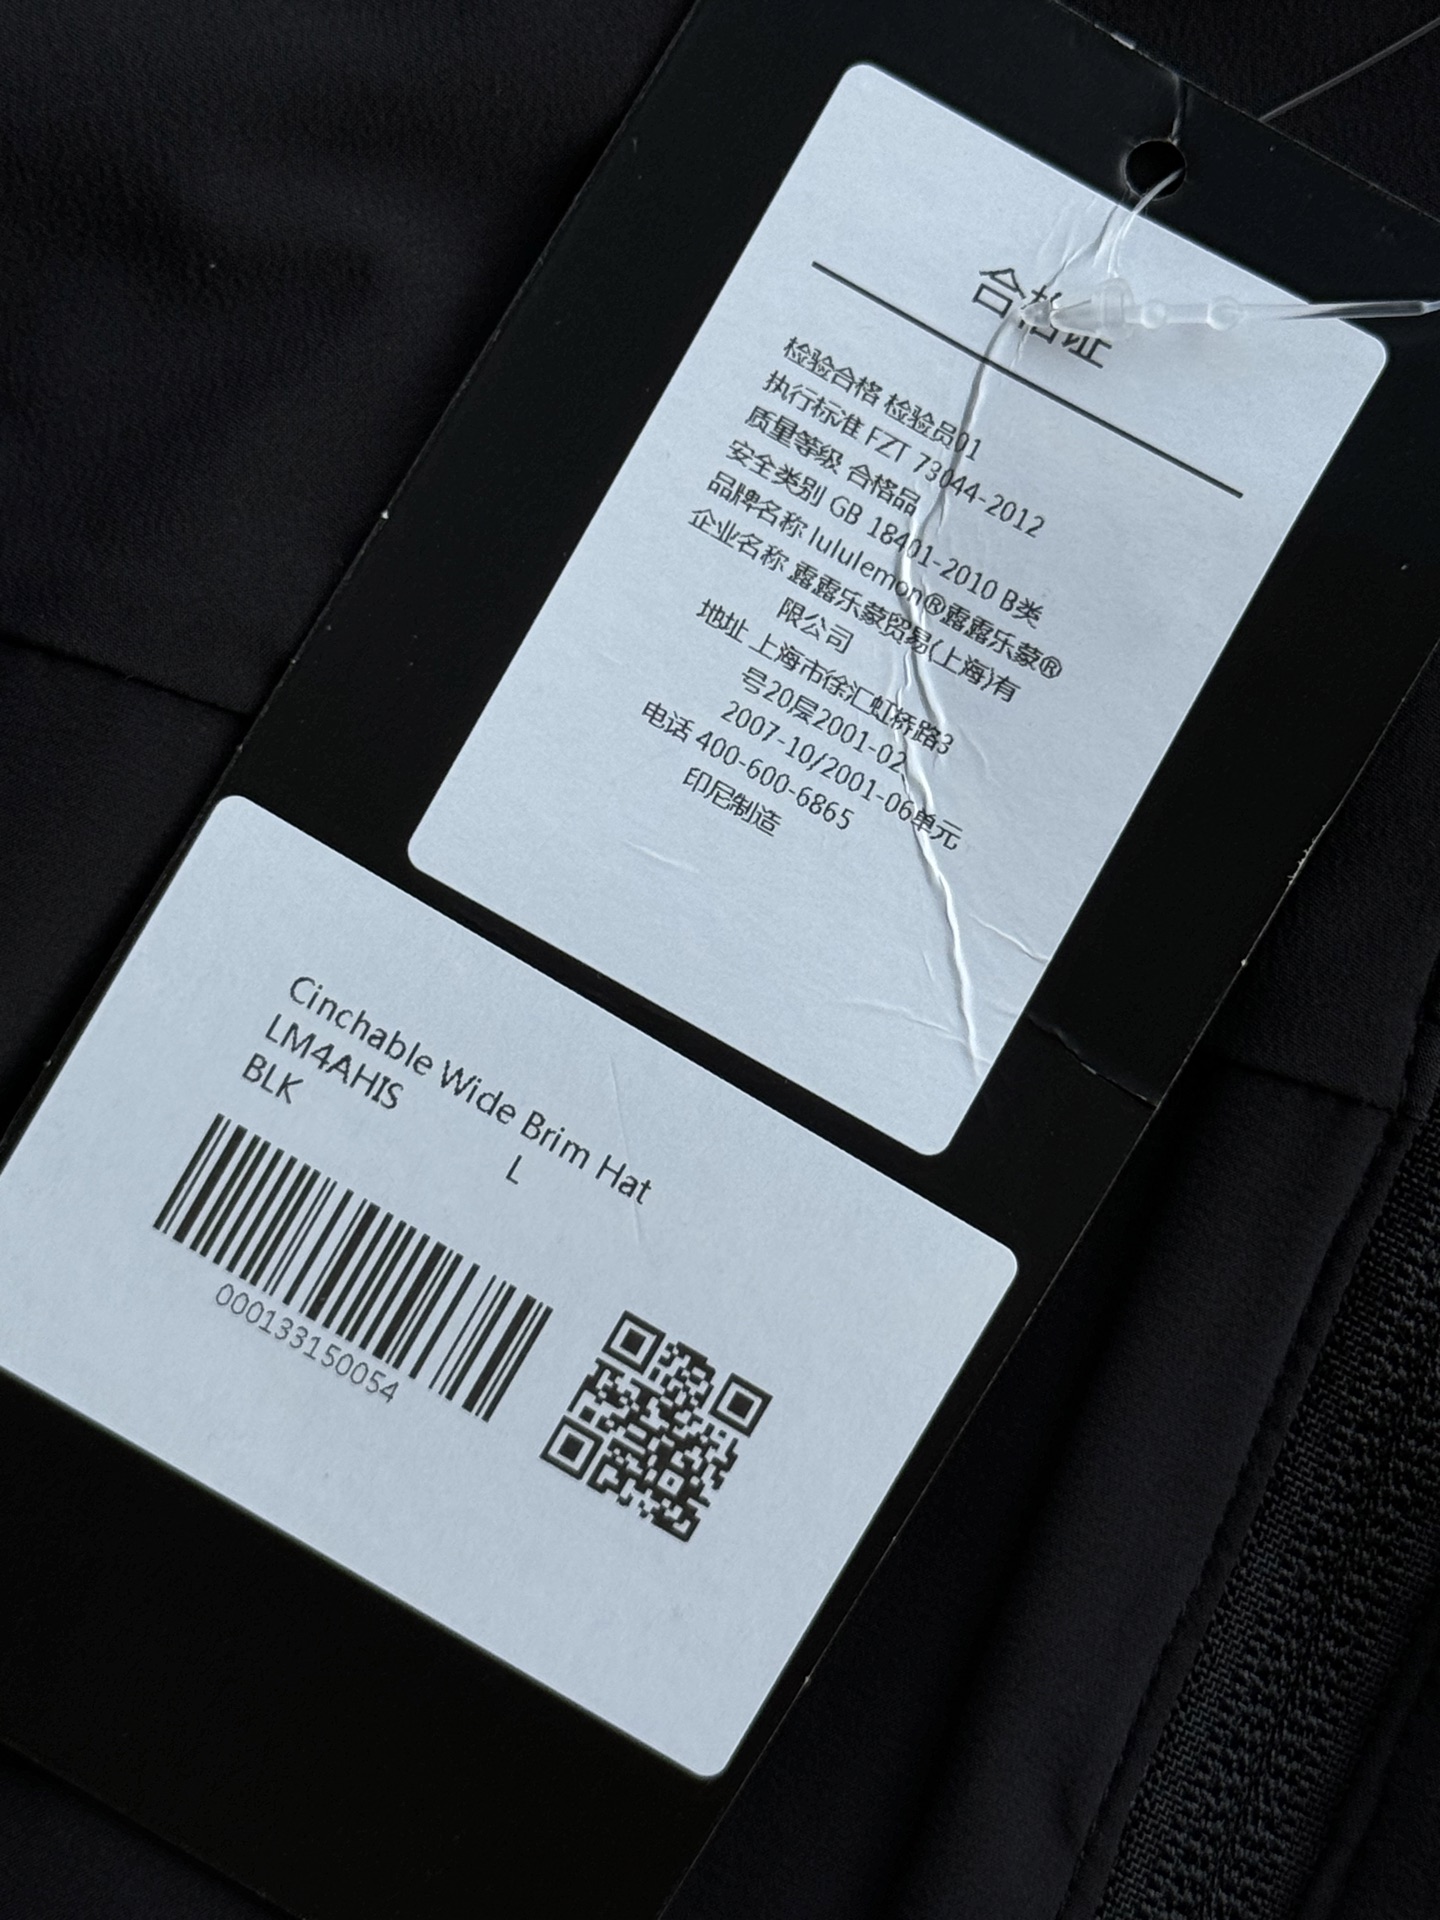 合格证
检验合格 检验员01
执行标准 FZT 73044-2012
质量等级 合格品
安全类别 GB 18401-2010 B类
品牌名称 lululemon®露露乐蒙®
企业名称 露露乐蒙贸易(上海)有
限公司
地址 上海市徐汇虹桥路3
号20层2001-02
2007-10/2001-06单元
电话 400-600-6865
印尼制造
Cinchable Wide Brim Hat
LM4AHIS
BLK L
000133150054